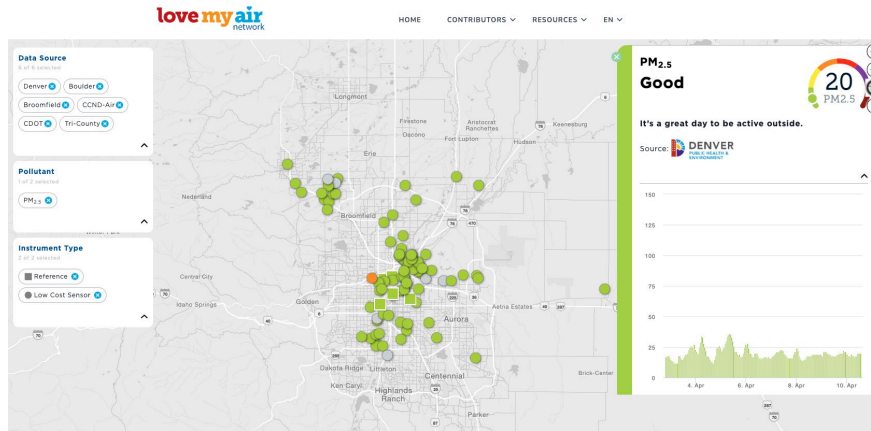 love my air
network
HOME
CONTRIBUTORS
RESOURCES
EN
Data Source
6 of 6 selected
Denver
Boulder
Broomfield
CCND-Air
CDOT
Tri-County
Pollutant
1 of 2 selected
PM2.5
Instrument Type
2 of 2 selected
Reference
Low Cost Sensor
Longmont
Firestone
Aristocrat
Ranchettes
Keenesburg
Oscono
Fort Lupton
Hudson
Erie
Nederland
Broomfield
Central City
Idaho Springs
Golden
Aetna Estates
Aurora
Dakota Ridge
Littleton
Ken Caryl
Centennial
Highlands
Ranch
Parker
Brick-Center
PM2.5
Good
20
PM2.5
It's a great day to be active outside.
Source:
DENVER
PUBLIC HEALTH &
ENVIRONMENT
150
125
100
75
50
25
0
4. Apr
6. Apr
8. Apr
10. Apr